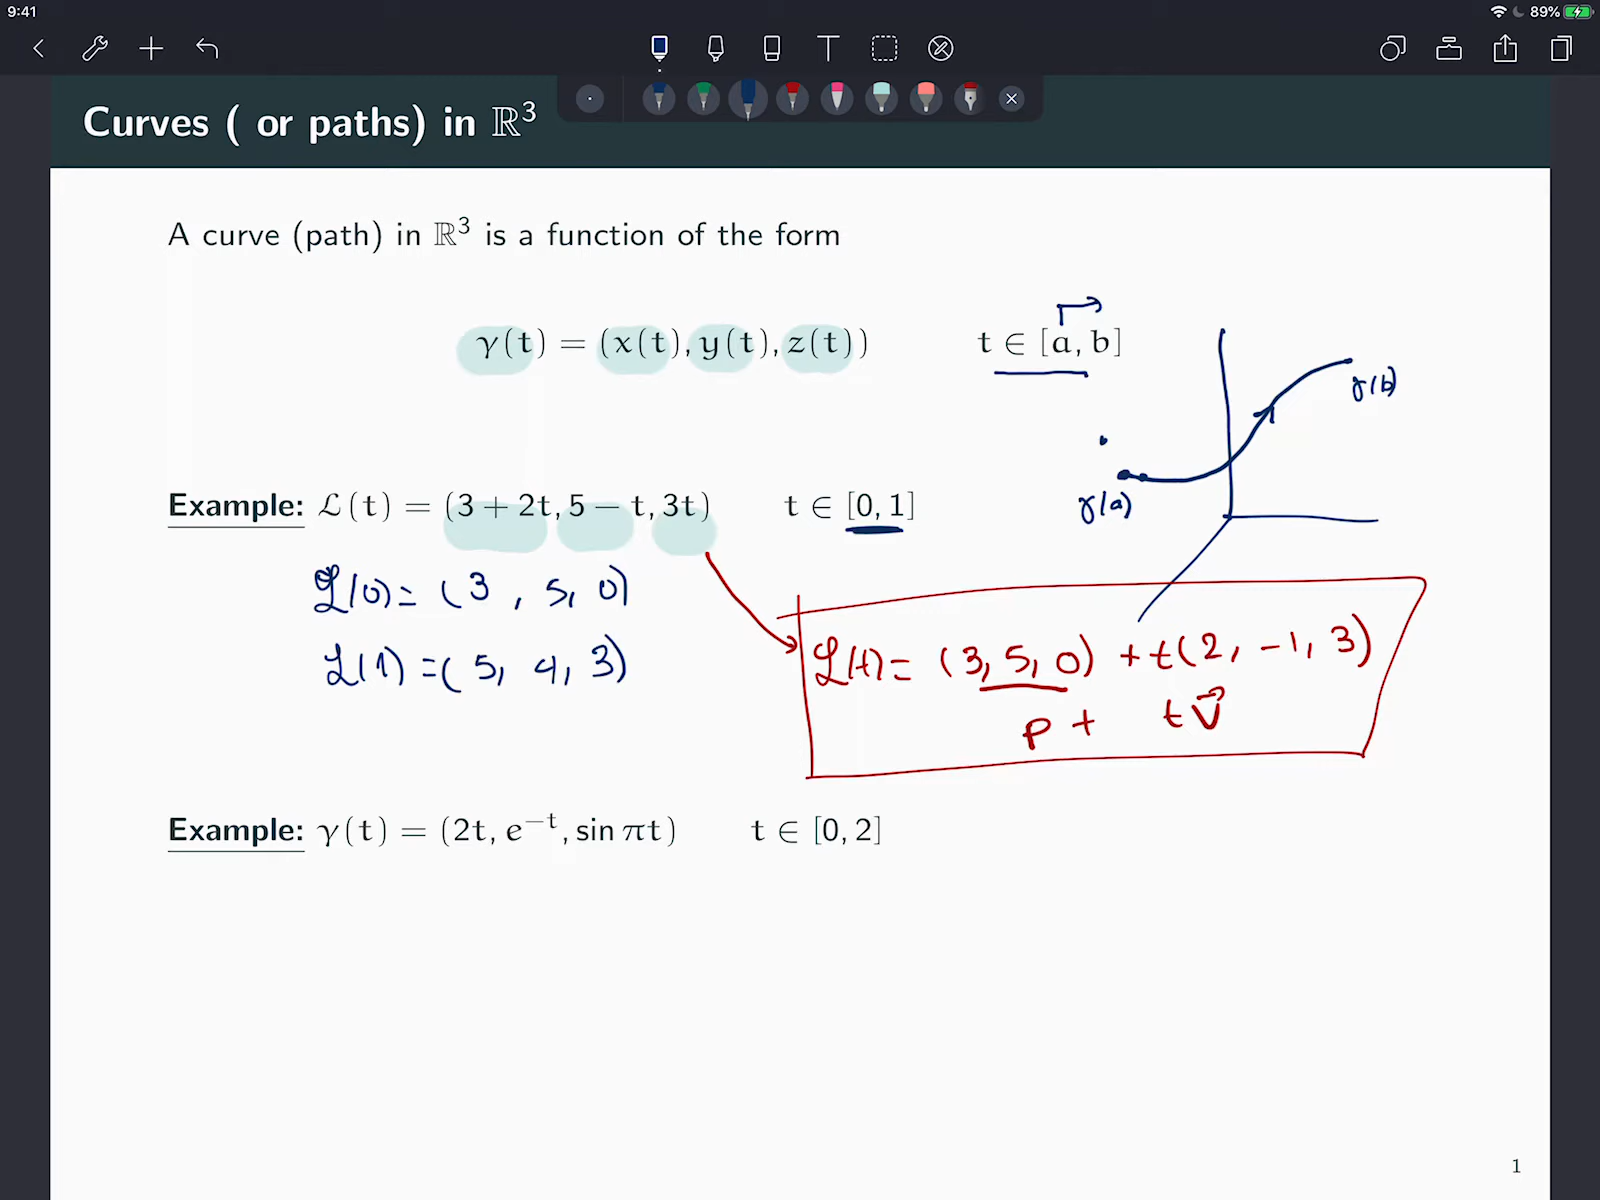 9:41
89%
T
Curves ( or paths) in ℝ³
A curve (path) in ℝ³ is a function of the form
γ(t) = (x(t), y(t), z(t)) t ∈ [a, b]
γ(b)
γ(a)
Example: ℒ(t) = (3 + 2t, 5 − t, 3t) t ∈ [0, 1]
ℒ(0) = (3, 5, 0)
ℒ(1) = (5, 4, 3)
ℒ(t) = (3, 5, 0) + t(2, -1, 3)
p + t v⃗
Example: γ(t) = (2t, e⁻ᵗ, sin πt) t ∈ [0, 2]
1